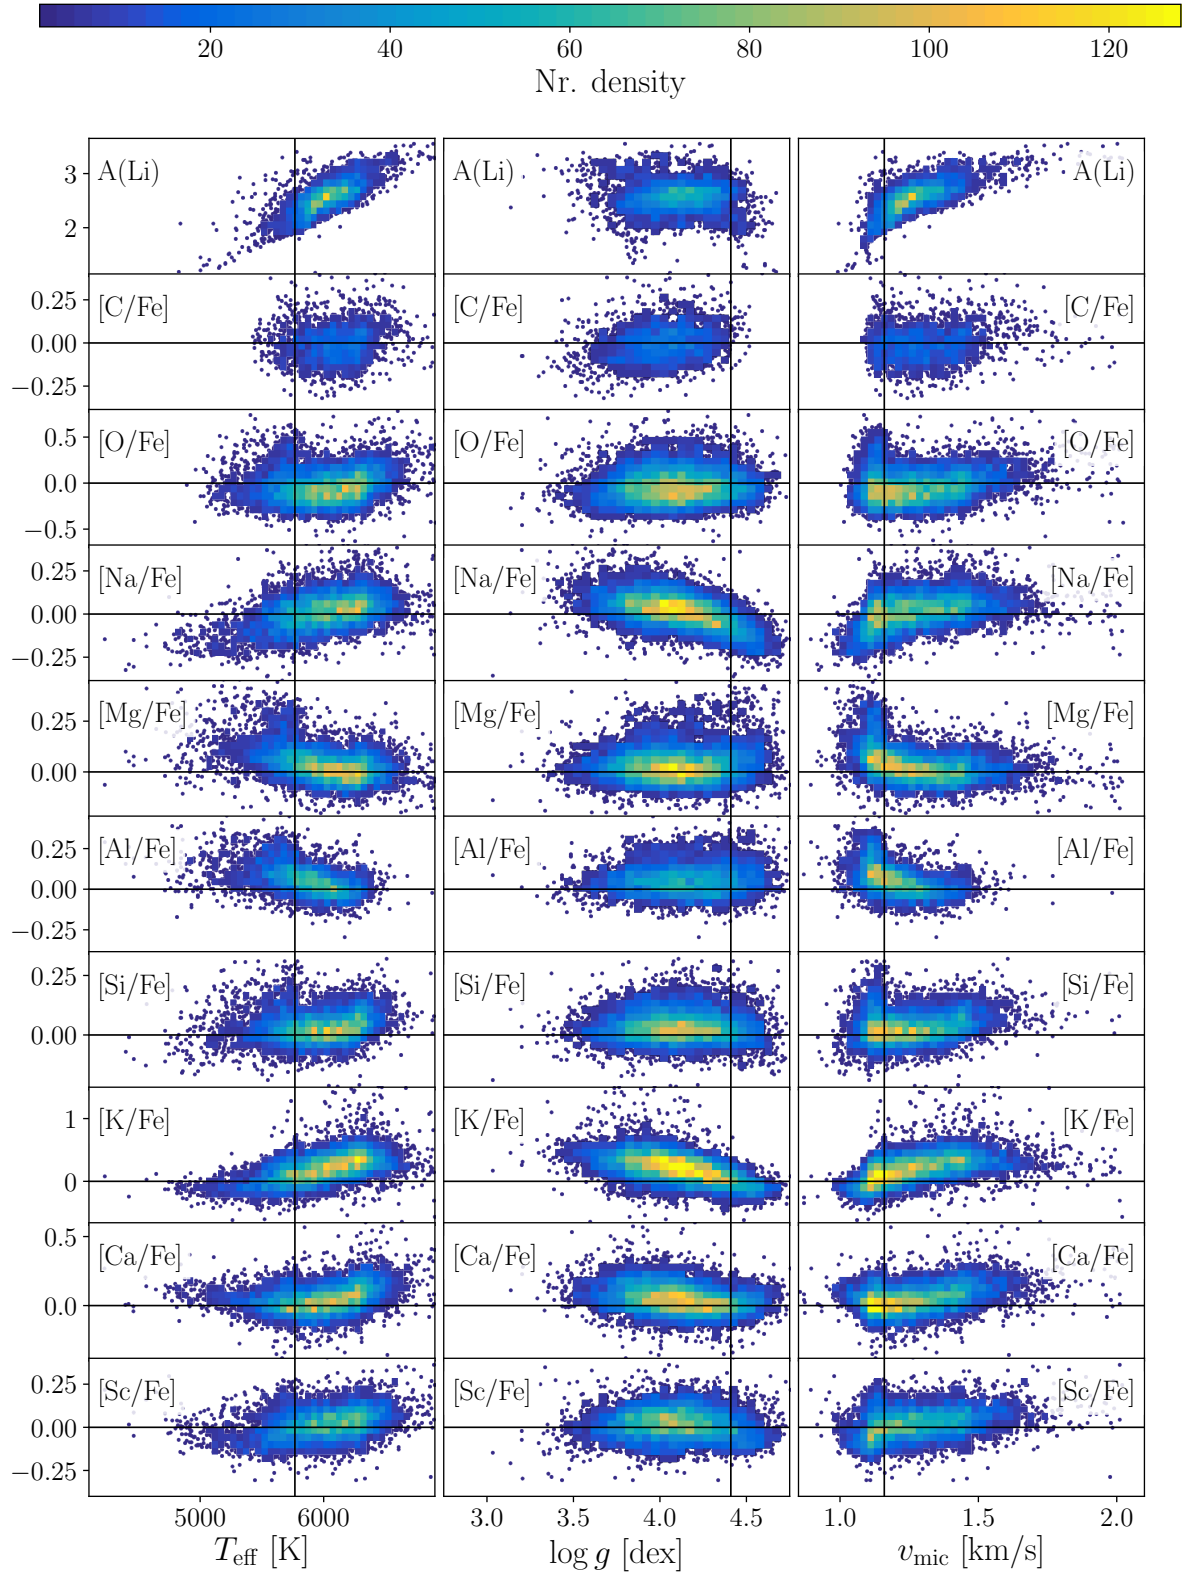 20 40 60 80 100 120
Nr. density
3
2
A(Li) A(Li) A(Li)
0.25
0.00
−0.25
[C/Fe] [C/Fe] [C/Fe]
0.5
0.0
−0.5
[O/Fe] [O/Fe] [O/Fe]
0.25
0.00
−0.25
[Na/Fe] [Na/Fe] [Na/Fe]
0.25
0.00
[Mg/Fe] [Mg/Fe] [Mg/Fe]
0.25
0.00
−0.25
[Al/Fe] [Al/Fe] [Al/Fe]
0.25
0.00
[Si/Fe] [Si/Fe] [Si/Fe]
1
0
[K/Fe] [K/Fe] [K/Fe]
0.5
0.0
[Ca/Fe] [Ca/Fe] [Ca/Fe]
0.25
0.00
−0.25
[Sc/Fe] [Sc/Fe] [Sc/Fe]
5000 6000 3.0 3.5 4.0 4.5 1.0 1.5 2.0
T_eff [K] log g [dex] v_mic [km/s]